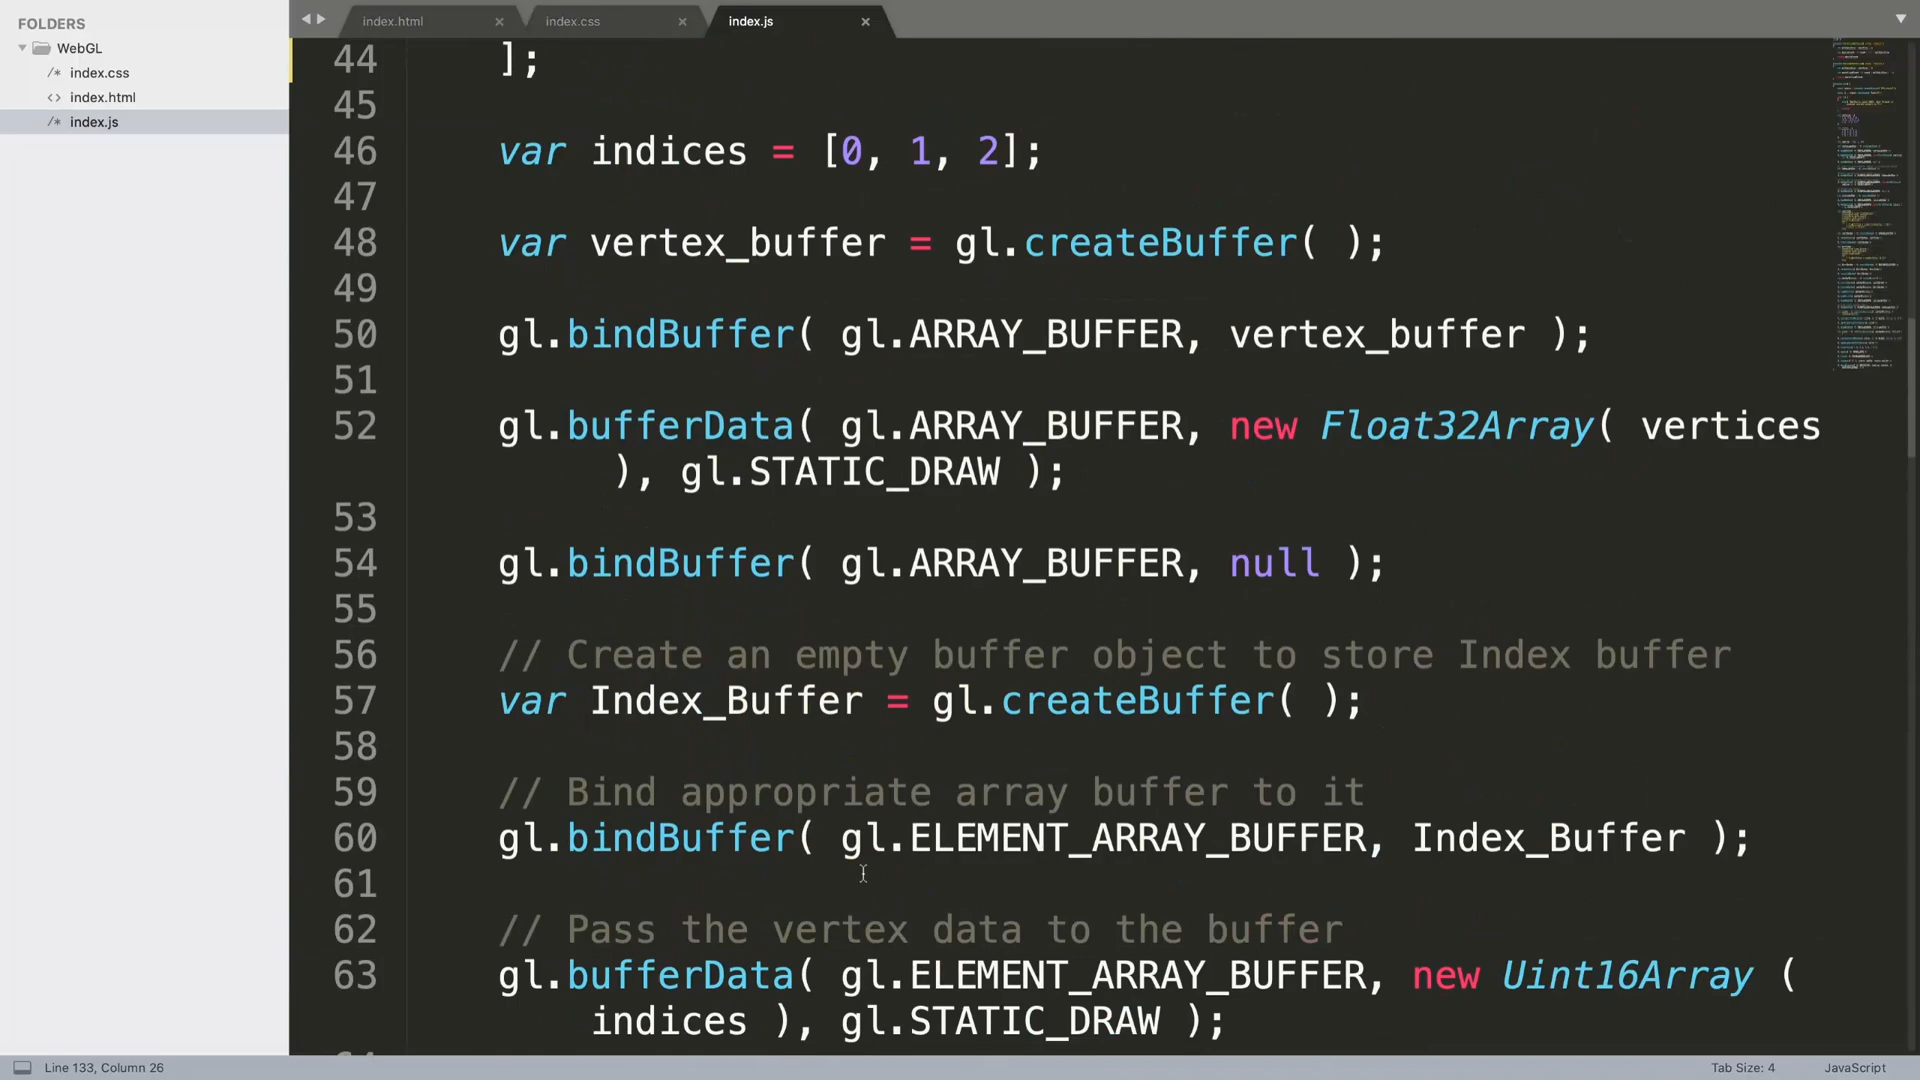 FOLDERS
WebGL
/* index.css
<> index.html
/* index.js
index.html ×
index.css ×
index.js ×
44 ];
45
46 var indices = [0, 1, 2];
47
48 var vertex_buffer = gl.createBuffer( );
49
50 gl.bindBuffer( gl.ARRAY_BUFFER, vertex_buffer );
51
52 gl.bufferData( gl.ARRAY_BUFFER, new Float32Array( vertices
), gl.STATIC_DRAW );
53
54 gl.bindBuffer( gl.ARRAY_BUFFER, null );
55
56 // Create an empty buffer object to store Index buffer
57 var Index_Buffer = gl.createBuffer( );
58
59 // Bind appropriate array buffer to it
60 gl.bindBuffer( gl.ELEMENT_ARRAY_BUFFER, Index_Buffer );
61
62 // Pass the vertex data to the buffer
63 gl.bufferData( gl.ELEMENT_ARRAY_BUFFER, new Uint16Array (
indices ), gl.STATIC_DRAW );
Line 133, Column 26
Tab Size: 4
JavaScript